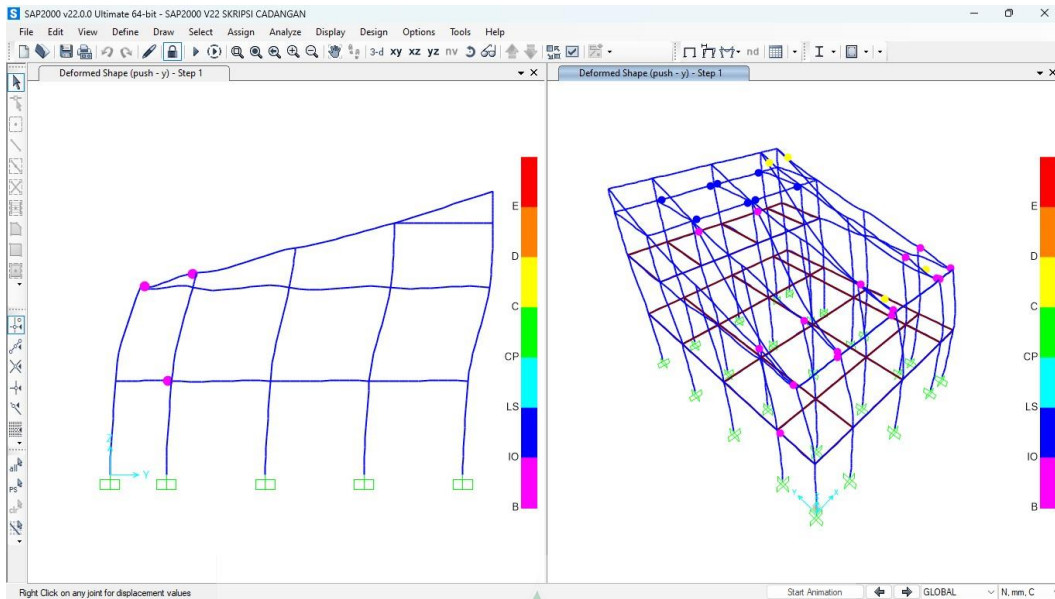 SAP2000 v22.0.0 Ultimate 64-bit - SAP2000 V22 SKRIPSI CADANGAN
File Edit View Define Draw Select Assign Analyze Display Design Options Tools Help
3-d xy xz yz nv nd
Deformed Shape (push - y) - Step 1
E
D
C
CP
LS
IO
B
Z
Y
Deformed Shape (push - y) - Step 1
E
D
C
CP
LS
IO
B
Y
X
all
PS
clr
Right Click on any joint for displacement values
Start Animation
GLOBAL
N, mm, C